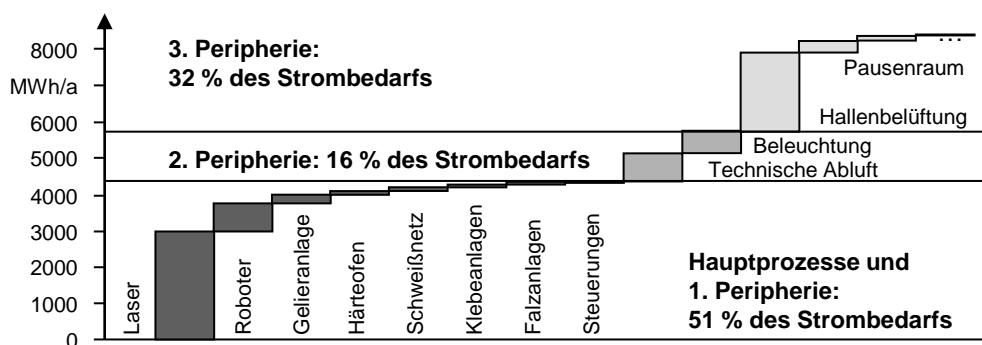 8000
MWh/a
6000
5000
4000
3000
2000
1000
0
3. Peripherie:
32 % des Strombedarfs
2. Peripherie: 16 % des Strombedarfs
...
Pausenraum
Hallenbelüftung
Beleuchtung
Technische Abluft
Laser
Roboter
Gelieranlage
Härteofen
Schweißnetz
Klebeanlagen
Falzanlagen
Steuerungen
Hauptprozesse und
1. Peripherie:
51 % des Strombedarfs